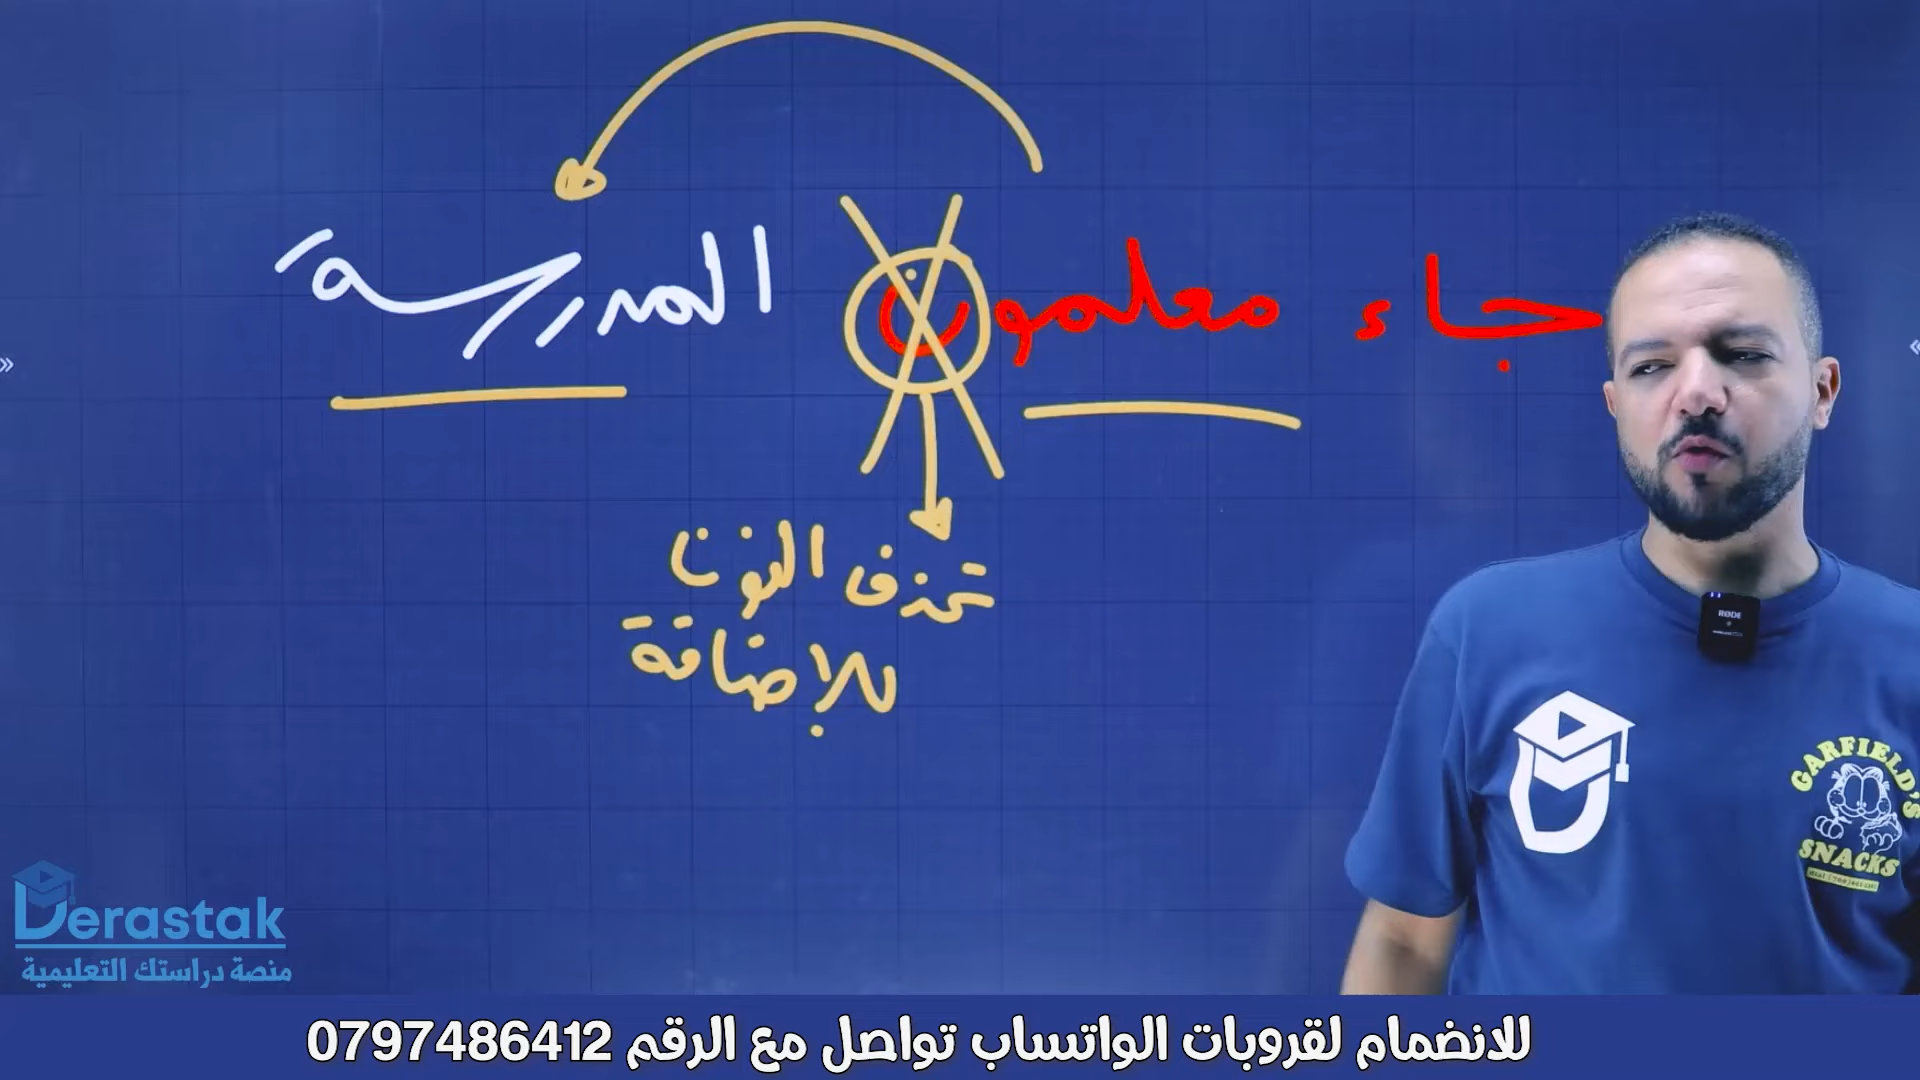 جاء معلمون المدرسة
تحذف النون
للإضافة
RØDE
GARFIELD'S
SNACKS
Derastak
منصة دراستك التعليمية
للانضمام لقروبات الواتساب تواصل مع الرقم 0797486412